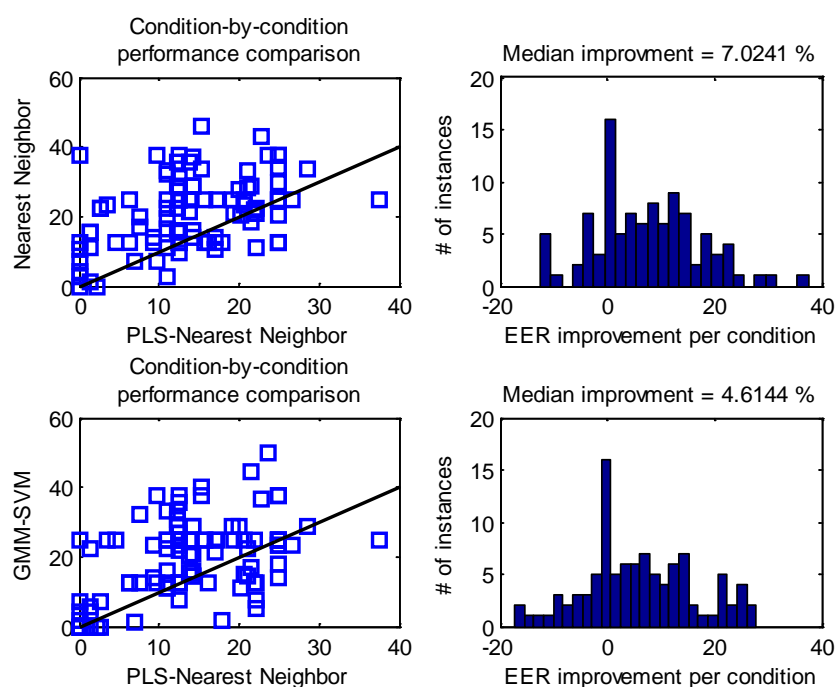 Condition-by-condition
performance comparison
60
40
20
0
0 10 20 30 40
Nearest Neighbor
PLS-Nearest Neighbor
Median improvment = 7.0241 %
20
15
10
5
0
-20 0 20 40
# of instances
EER improvement per condition
Condition-by-condition
performance comparison
60
40
20
0
0 10 20 30 40
GMM-SVM
PLS-Nearest Neighbor
Median improvment = 4.6144 %
20
15
10
5
0
-20 0 20 40
# of instances
EER improvement per condition